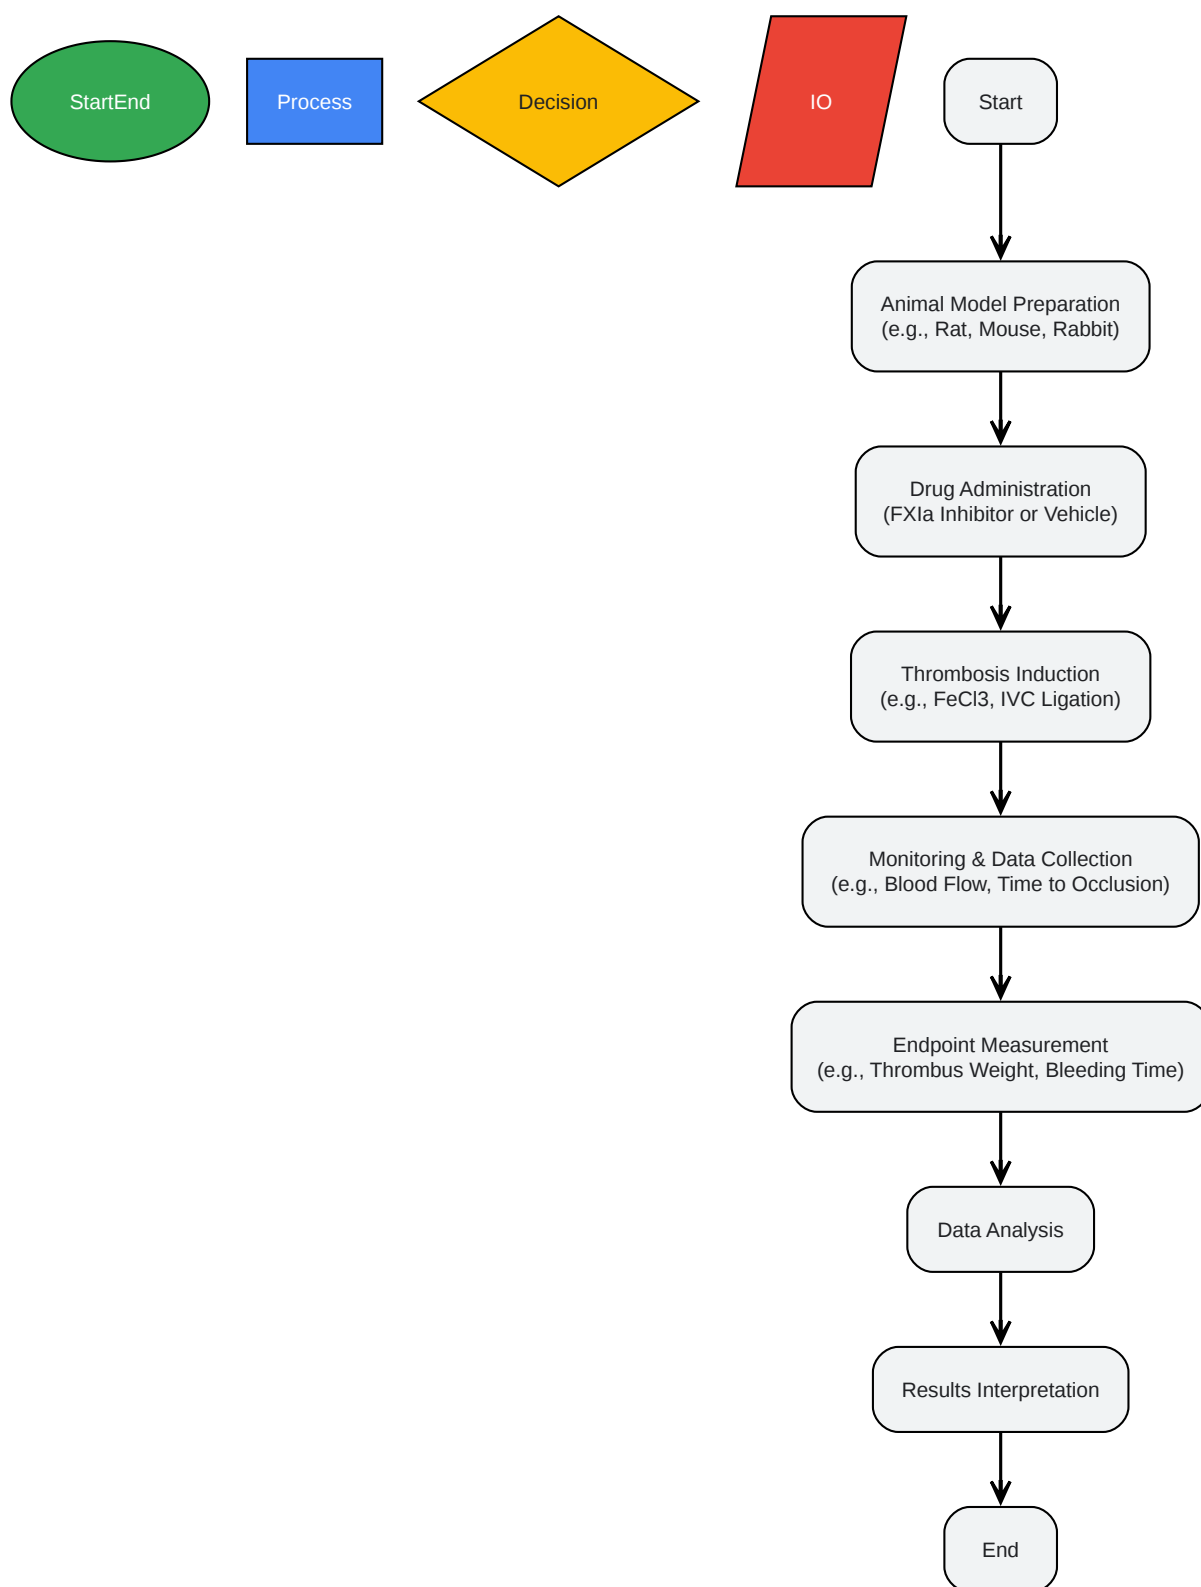 StartEnd
Process
Decision
IO
Start
Animal Model Preparation
(e.g., Rat, Mouse, Rabbit)
Drug Administration
(FXIa Inhibitor or Vehicle)
Thrombosis Induction
(e.g., FeCl3, IVC Ligation)
Monitoring & Data Collection
(e.g., Blood Flow, Time to Occlusion)
Endpoint Measurement
(e.g., Thrombus Weight, Bleeding Time)
Data Analysis
Results Interpretation
End